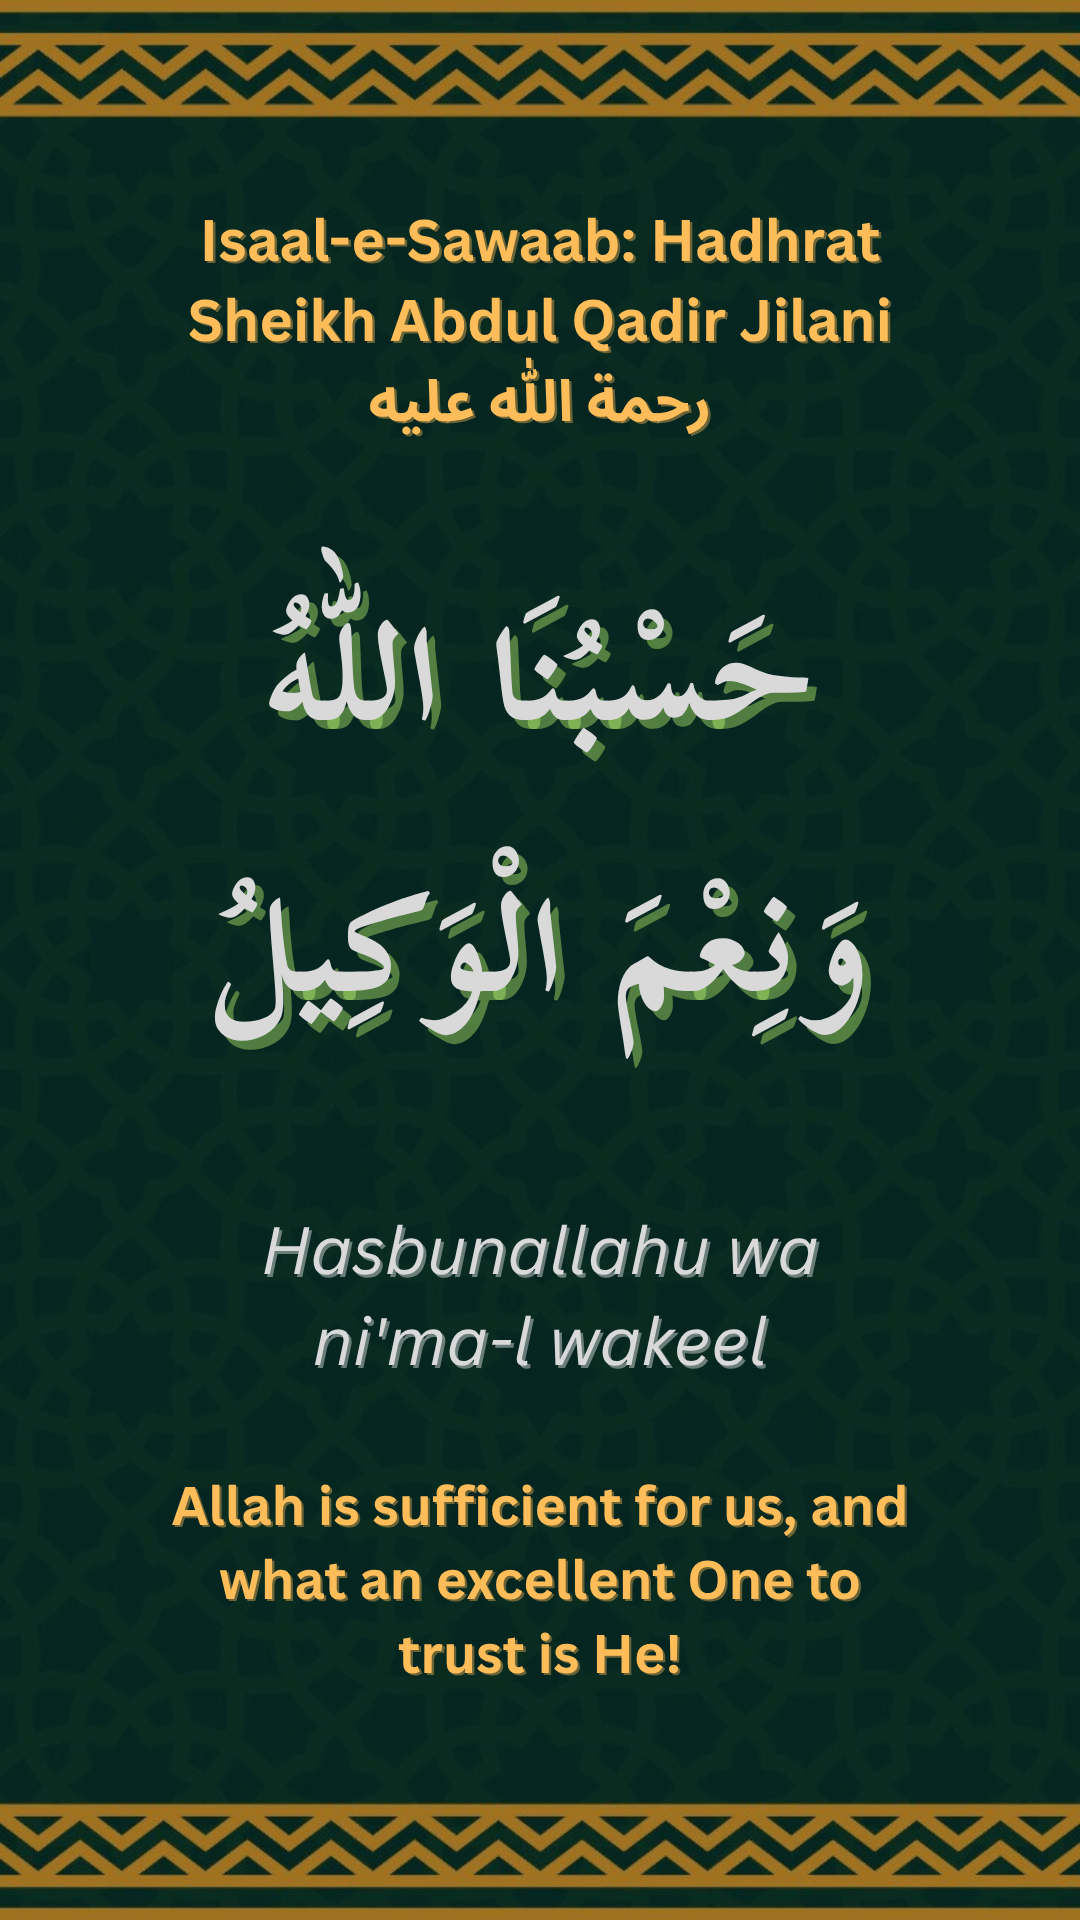 Isaal-e-Sawaab: Hadhrat
Sheikh Abdul Qadir Jilani
رحمة الله عليه
حَسْبُنَا اللّٰهُ
وَنِعْمَ الْوَكِيلُ
Hasbunallahu wa
ni'ma-l wakeel
Allah is sufficient for us, and
what an excellent One to
trust is He!